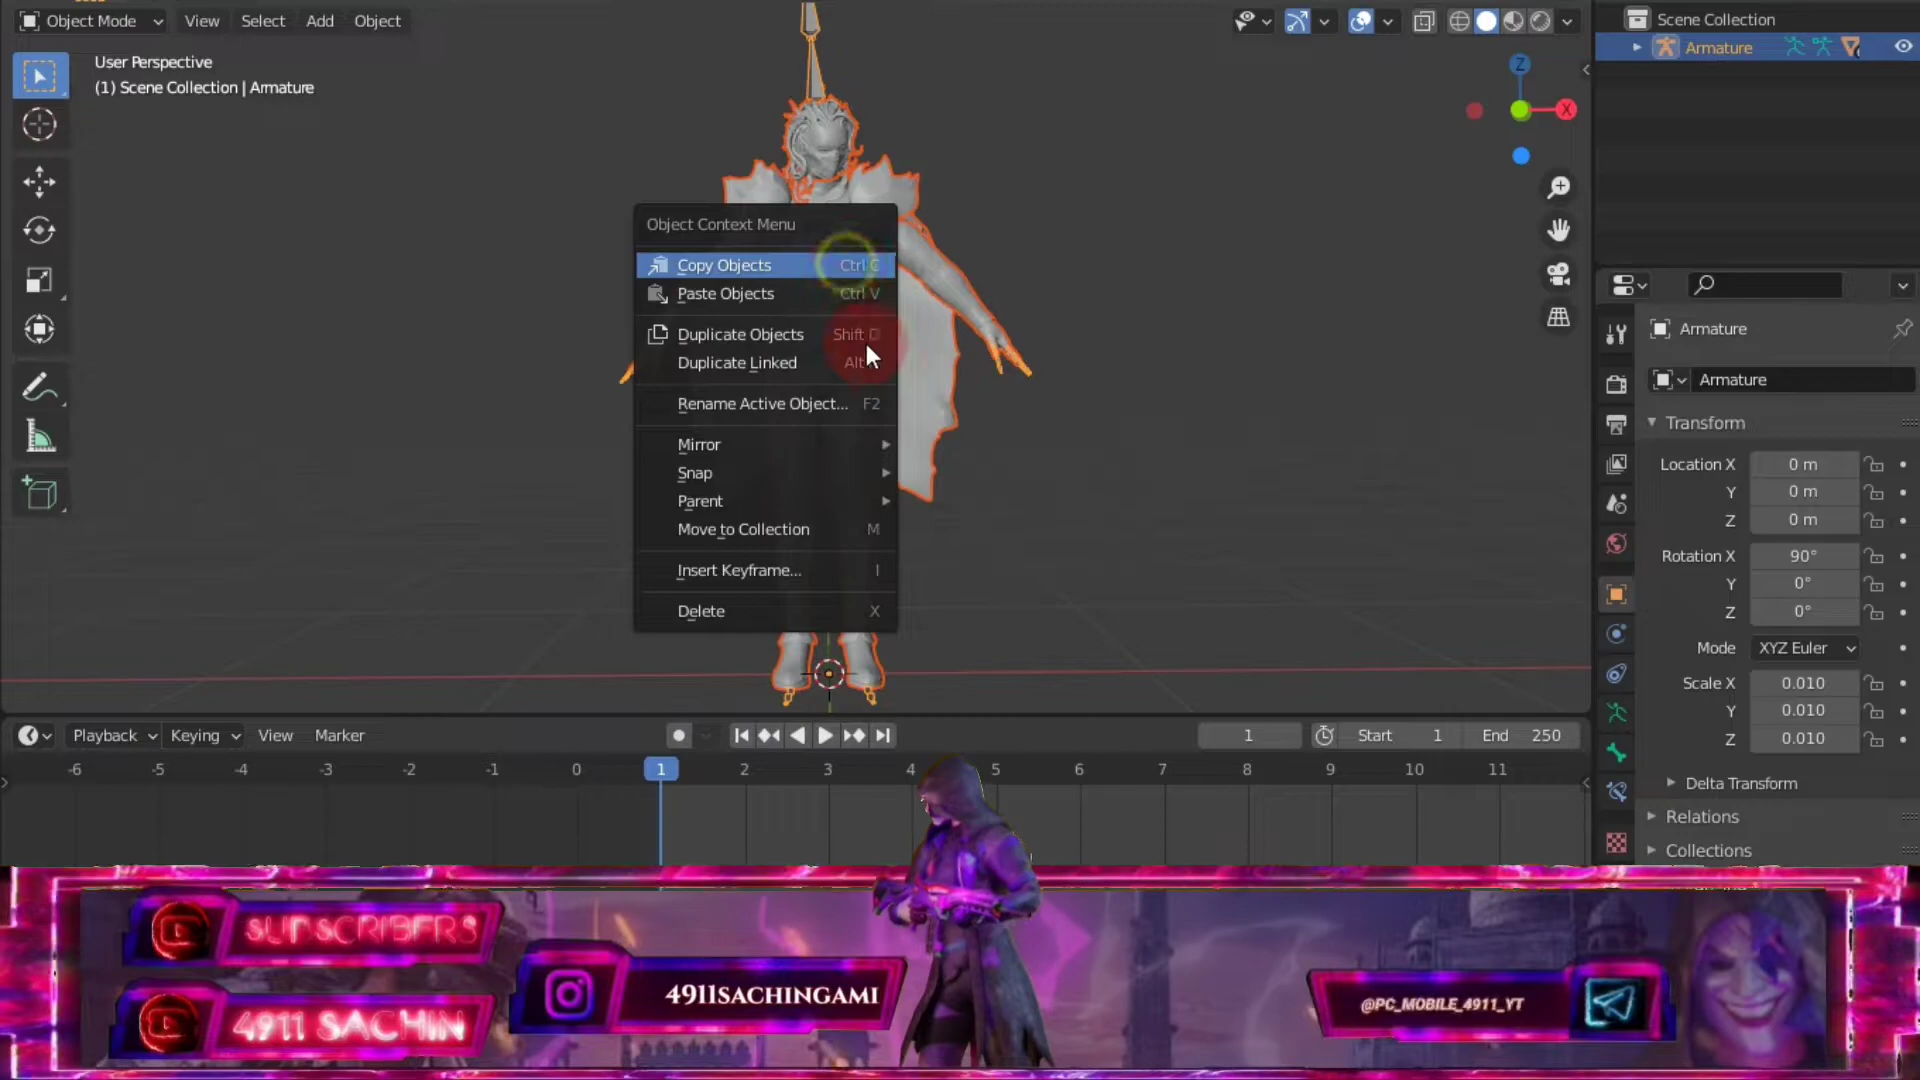 Object Mode View Select Add Object
User Perspective
(1) Scene Collection | Armature
Z
X
Object Context Menu
Copy Objects Ctrl C
Paste Objects Ctrl V
Duplicate Objects Shift D
Duplicate Linked Alt
Rename Active Object... F2
Mirror
Snap
Parent
Move to Collection M
Insert Keyframe... I
Delete X
Scene Collection
Armature
Armature
Armature
Transform
Location X 0 m
Y 0 m
Z 0 m
Rotation X 90°
Y 0°
Z 0°
Mode XYZ Euler
Scale X 0.010
Y 0.010
Z 0.010
Delta Transform
Relations
Collections
Playback Keying View Marker
1 Start 1 End 250
-6 -5 -4 -3 -2 -1 0 1 2 3 4 5 6 7 8 9 10 11
SUBSCRIBERS
4911 SACHIN
4911SACHINGAMI
@PC_MOBILE_4911_YT